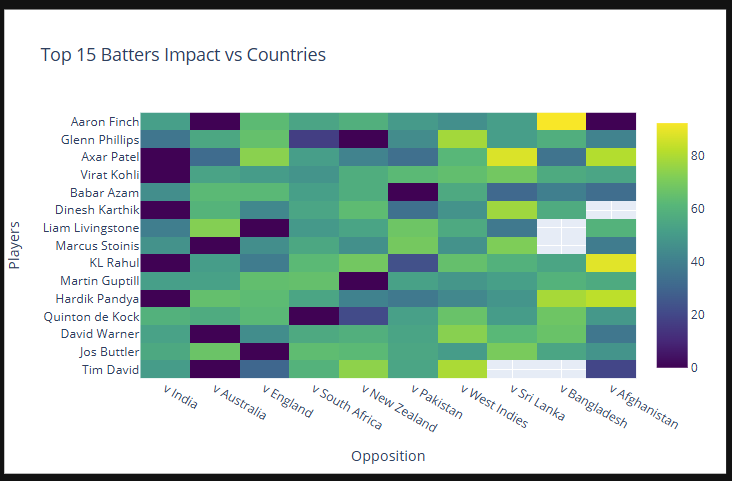 Top 15 Batters Impact vs Countries
Players
Aaron Finch
Glenn Phillips
Axar Patel
Virat Kohli
Babar Azam
Dinesh Karthik
Liam Livingstone
Marcus Stoinis
KL Rahul
Martin Guptill
Hardik Pandya
Quinton de Kock
David Warner
Jos Buttler
Tim David
v India
v Australia
v England
v South Africa
v New Zealand
v Pakistan
v West Indies
v Sri Lanka
v Bangladesh
v Afghanistan
Opposition
80
60
40
20
0